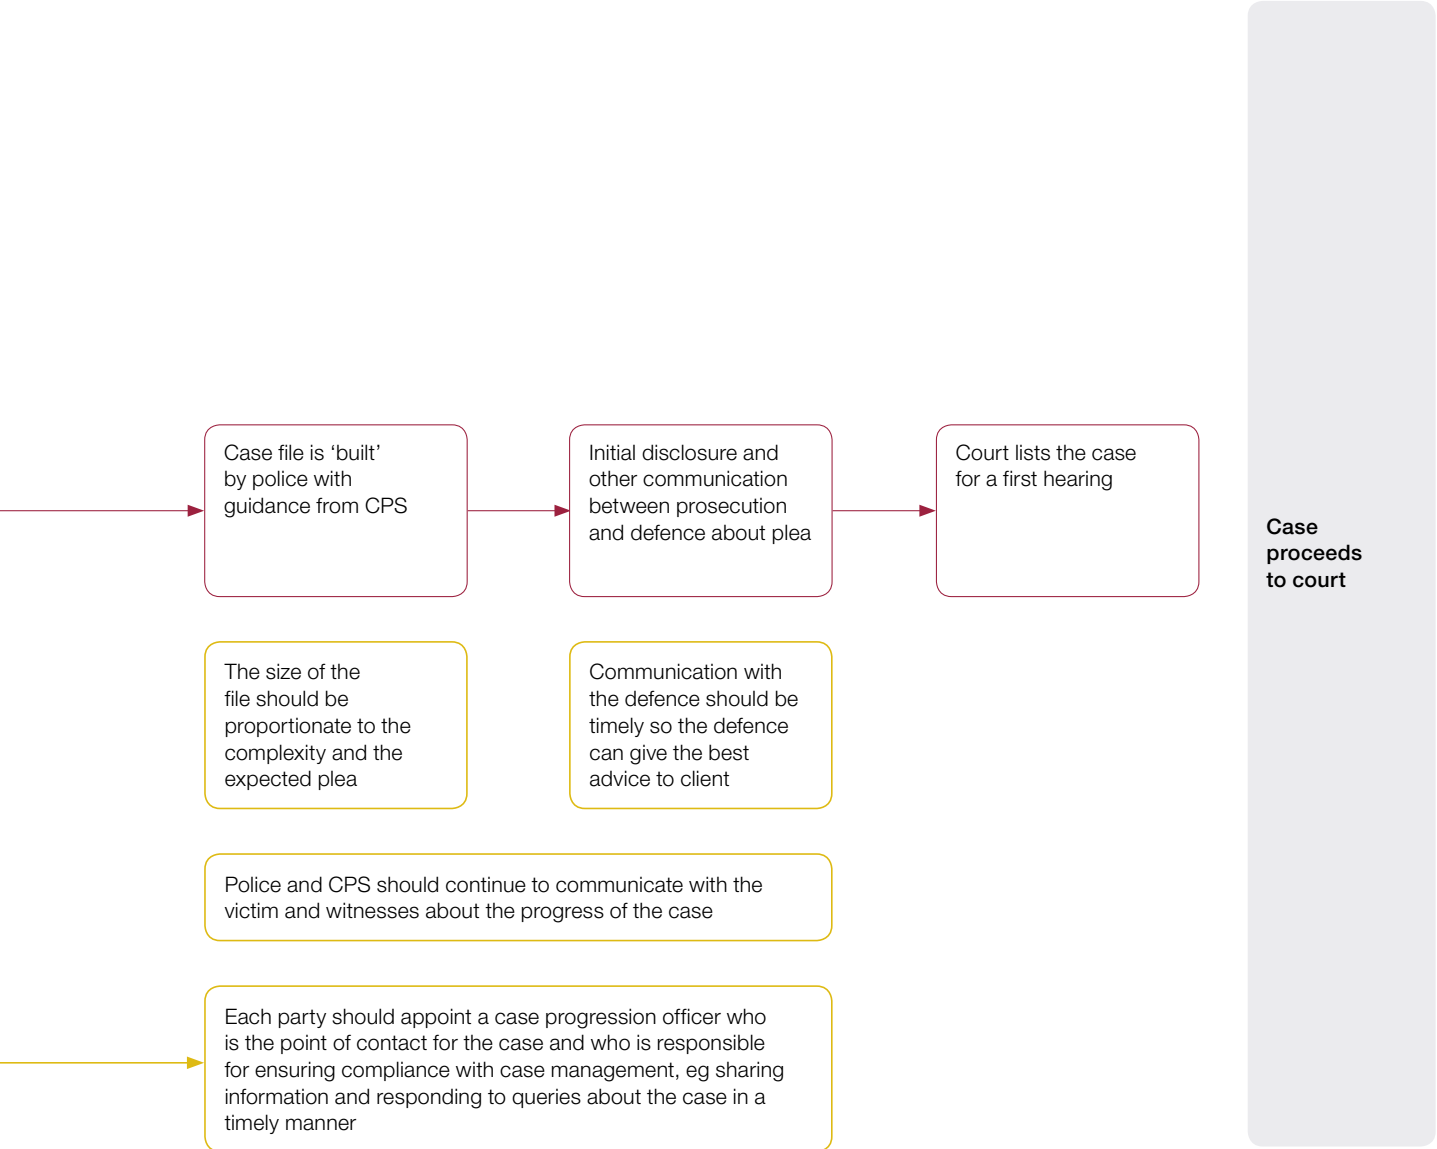 Case file is ‘built’
by police with
guidance from CPS
Initial disclosure and
other communication
between prosecution
and defence about plea
Court lists the case
for a first hearing
Case
proceeds
to court
The size of the
file should be
proportionate to the
complexity and the
expected plea
Communication with
the defence should be
timely so the defence
can give the best
advice to client
Police and CPS should continue to communicate with the
victim and witnesses about the progress of the case
Each party should appoint a case progression officer who
is the point of contact for the case and who is responsible
for ensuring compliance with case management, eg sharing
information and responding to queries about the case in a
timely manner